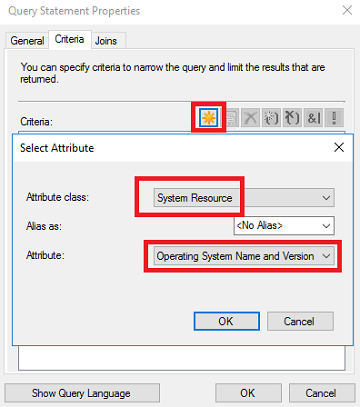 Query Statement Properties
General Criteria Joins
You can specify criteria to narrow the query and limit the results that are
returned.
Criteria:
&|
!
Select Attribute
Attribute class: System Resource
Alias as: <No Alias>
Attribute: Operating System Name and Version
OK Cancel
Show Query Language OK Cancel